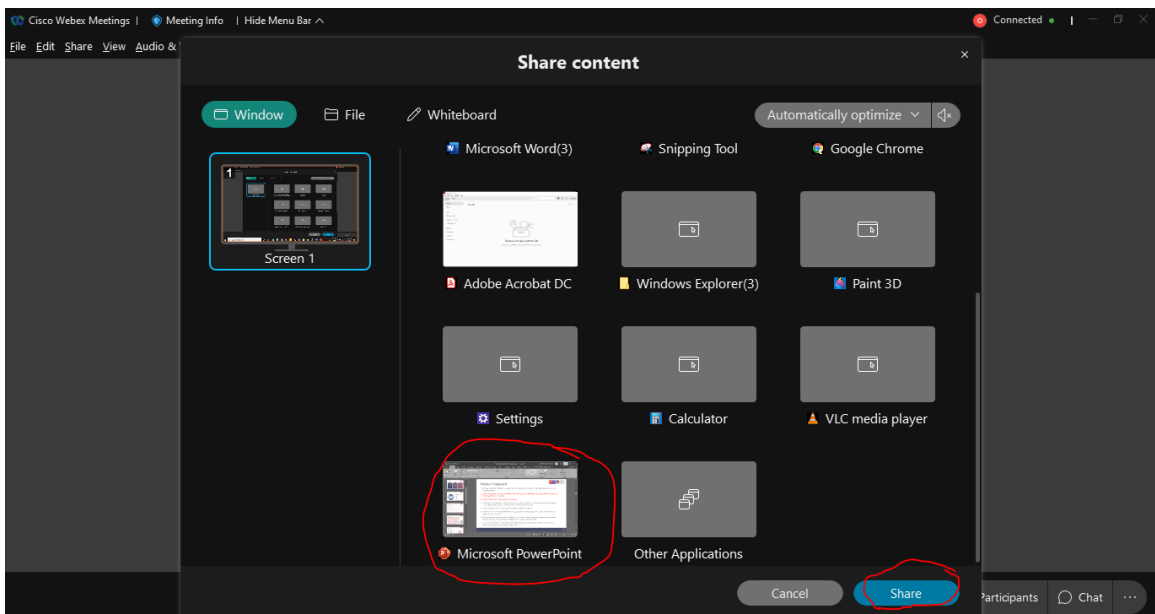 Cisco Webex Meetings | Meeting Info | Hide Menu Bar Connected
File Edit Share View Audio &
Share content
Window File Whiteboard Automatically optimize
Microsoft Word(3) Snipping Tool Google Chrome
1
Screen 1
Adobe Acrobat DC Windows Explorer(3) Paint 3D
Settings Calculator VLC media player
Microsoft PowerPoint Other Applications
Cancel Share
Participants Chat